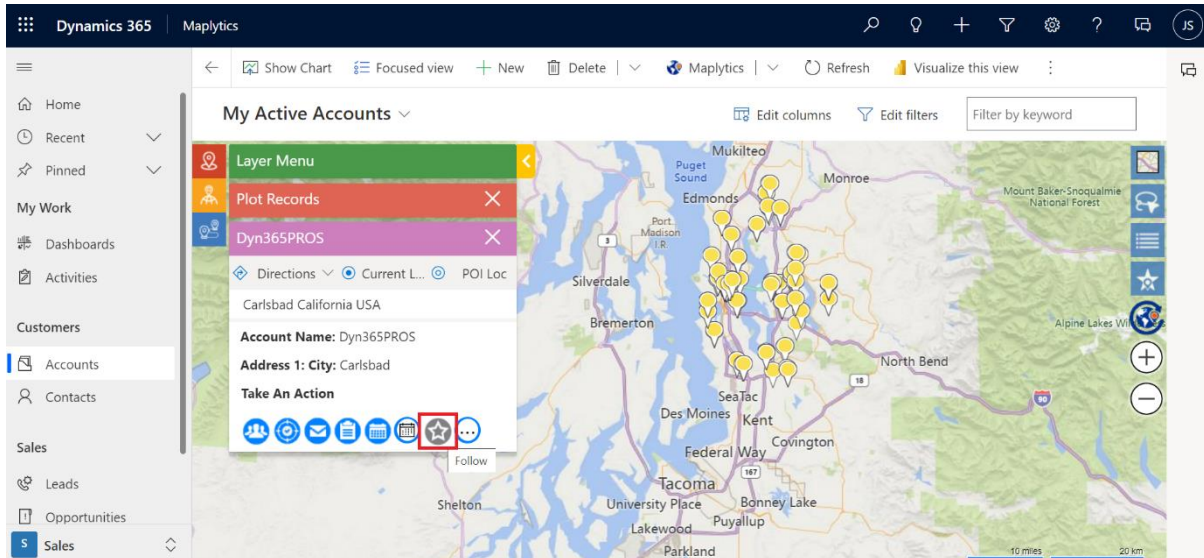 Dynamics 365 Maplytics JS
Show Chart Focused view New Delete Maplytics Refresh Visualize this view
Home
Recent
Pinned
My Work
Dashboards
Activities
Customers
Accounts
Contacts
Sales
Leads
Opportunities
S Sales
My Active Accounts Edit columns Edit filters Filter by keyword
Layer Menu
Plot Records
Dyn365PROS
Directions Current L... POI Loc
Carlsbad California USA
Account Name: Dyn365PROS
Address 1: City: Carlsbad
Take An Action
Follow
Mukilteo
Puget
Sound
Monroe
Edmonds
Mount Baker-Snoqualmie
National Forest
Port
Madison
I.R.
3
Silverdale
Bremerton
Alpine Lakes
North Bend
18
90
SeaTac
Des Moines
Kent
Covington
Federal Way
167
Tacoma
Shelton
University Place
Bonney Lake
Lakewood
Puyallup
Parkland
10 miles 20 km